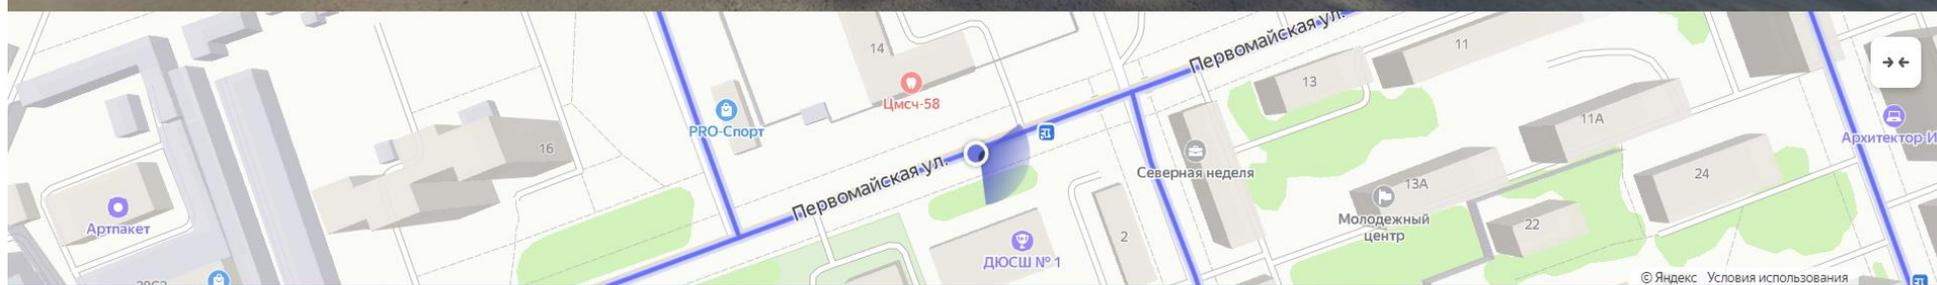 Первомайская ул.
11
14
13
Цмсч-58
PRO-Спорт
11А
Архитектор И
16
Северная неделя
24
13А
Первомайская ул.
Артпакет
Молодежный
центр
22
2
ДЮСШ № 1
© Яндекс Условия использования